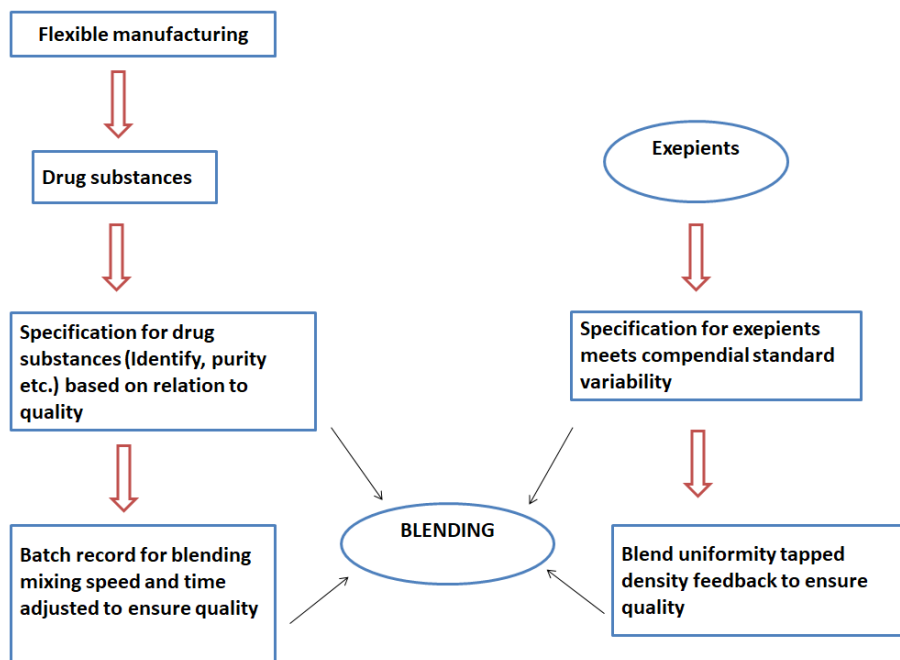 Flexible manufacturing
Drug substances
Exepients
Specification for drug
substances (Identify, purity
etc.) based on relation to
quality
Specification for exepients
meets compendial standard
variability
BLENDING
Batch record for blending
mixing speed and time
adjusted to ensure quality
Blend uniformity tapped
density feedback to ensure
quality